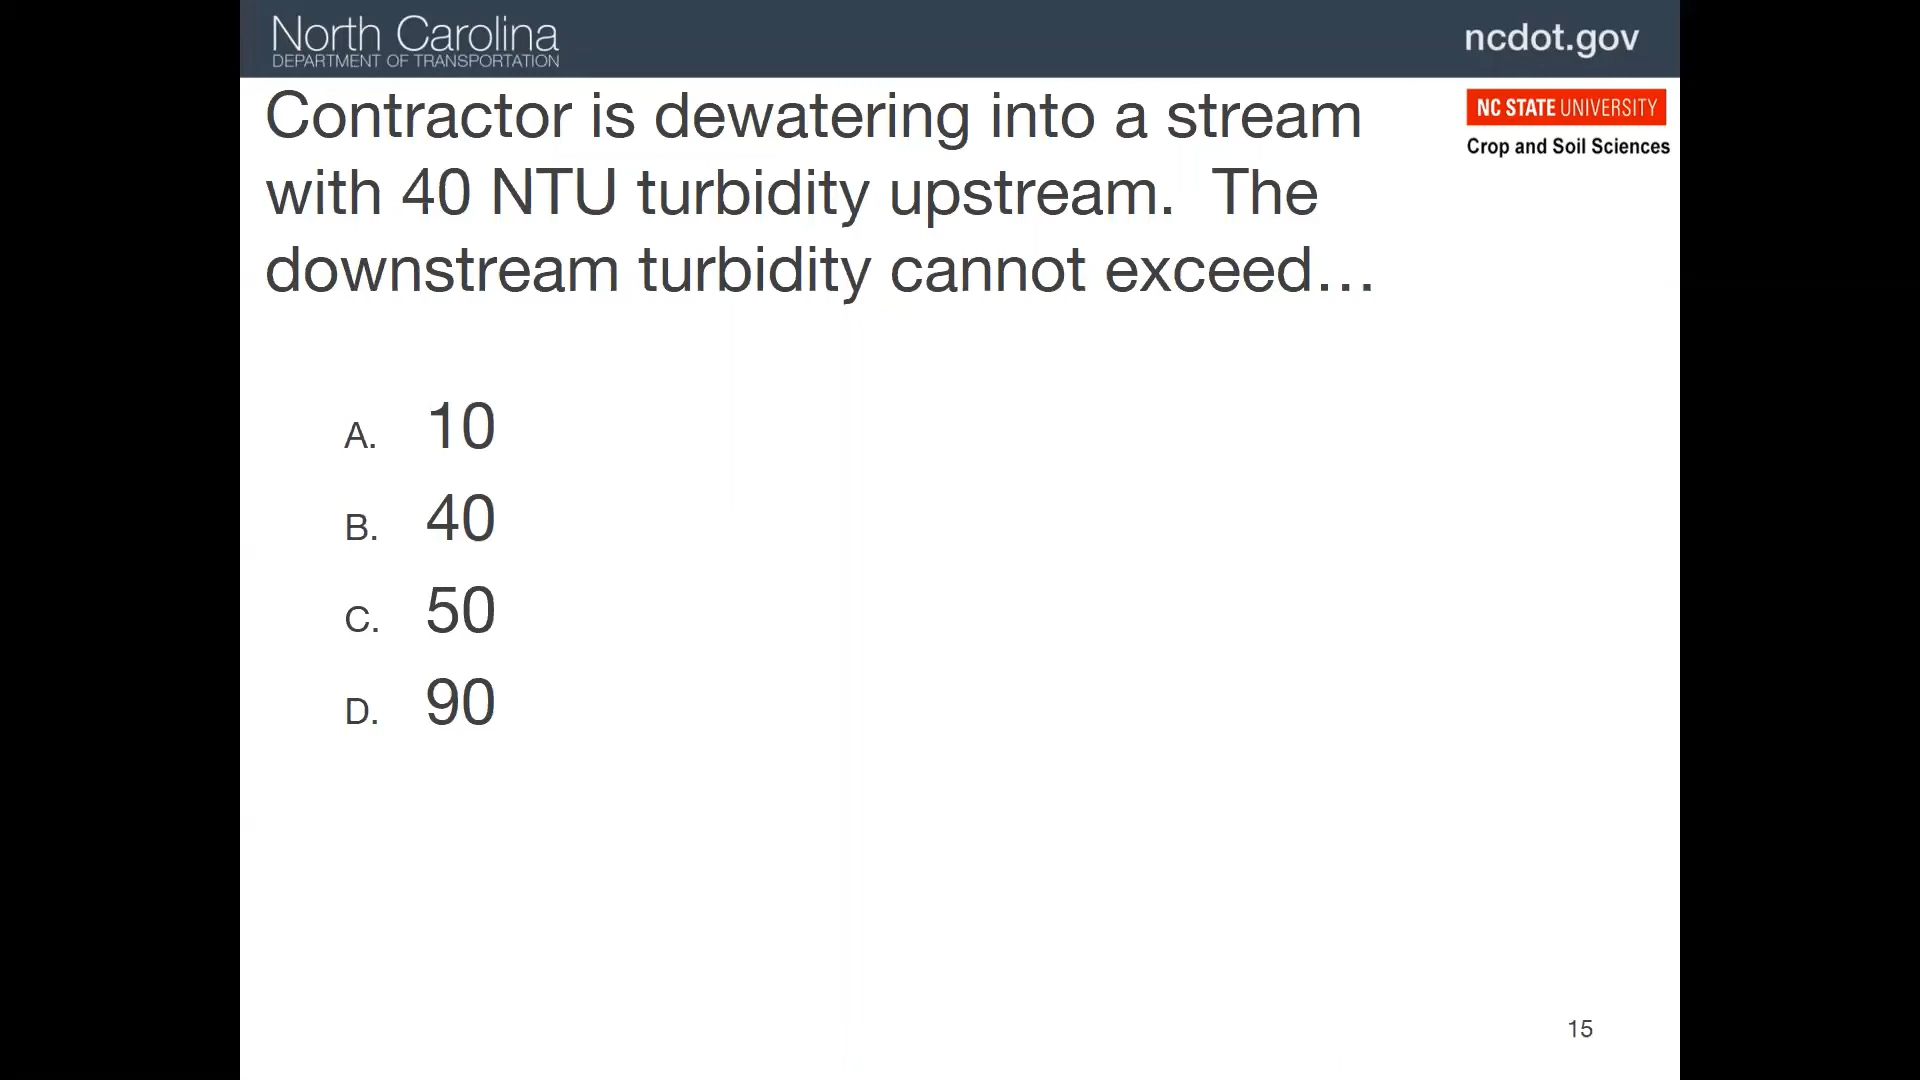 North Carolina
DEPARTMENT OF TRANSPORTATION
ncdot.gov
NC STATE UNIVERSITY
Crop and Soil Sciences
Contractor is dewatering into a stream
with 40 NTU turbidity upstream.  The
downstream turbidity cannot exceed…
A. 10
B. 40
C. 50
D. 90
15